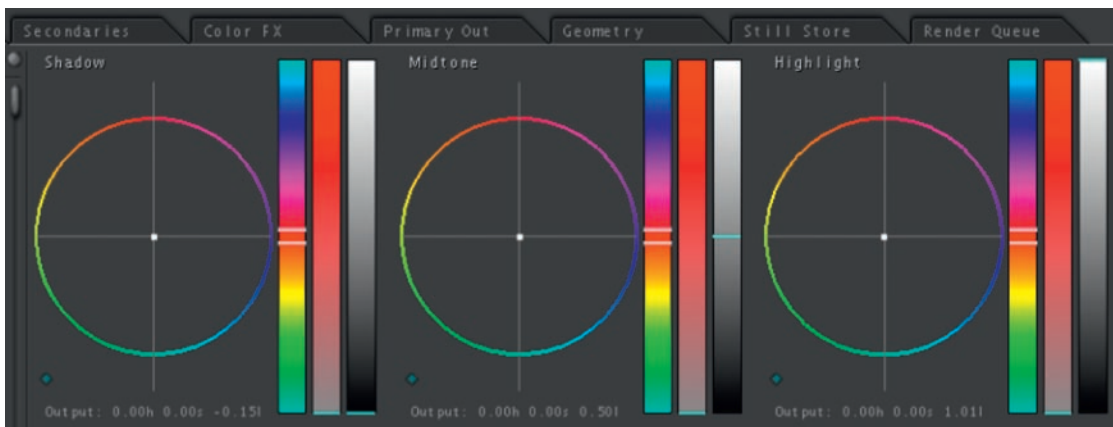 Secondaries Color FX Primary Out Geometry Still Store Render Queue
Shadow Midtone Highlight
Output: 0.00h 0.00s -0.15l Output: 0.00h 0.00s 0.50l Output: 0.00h 0.00s 1.01l